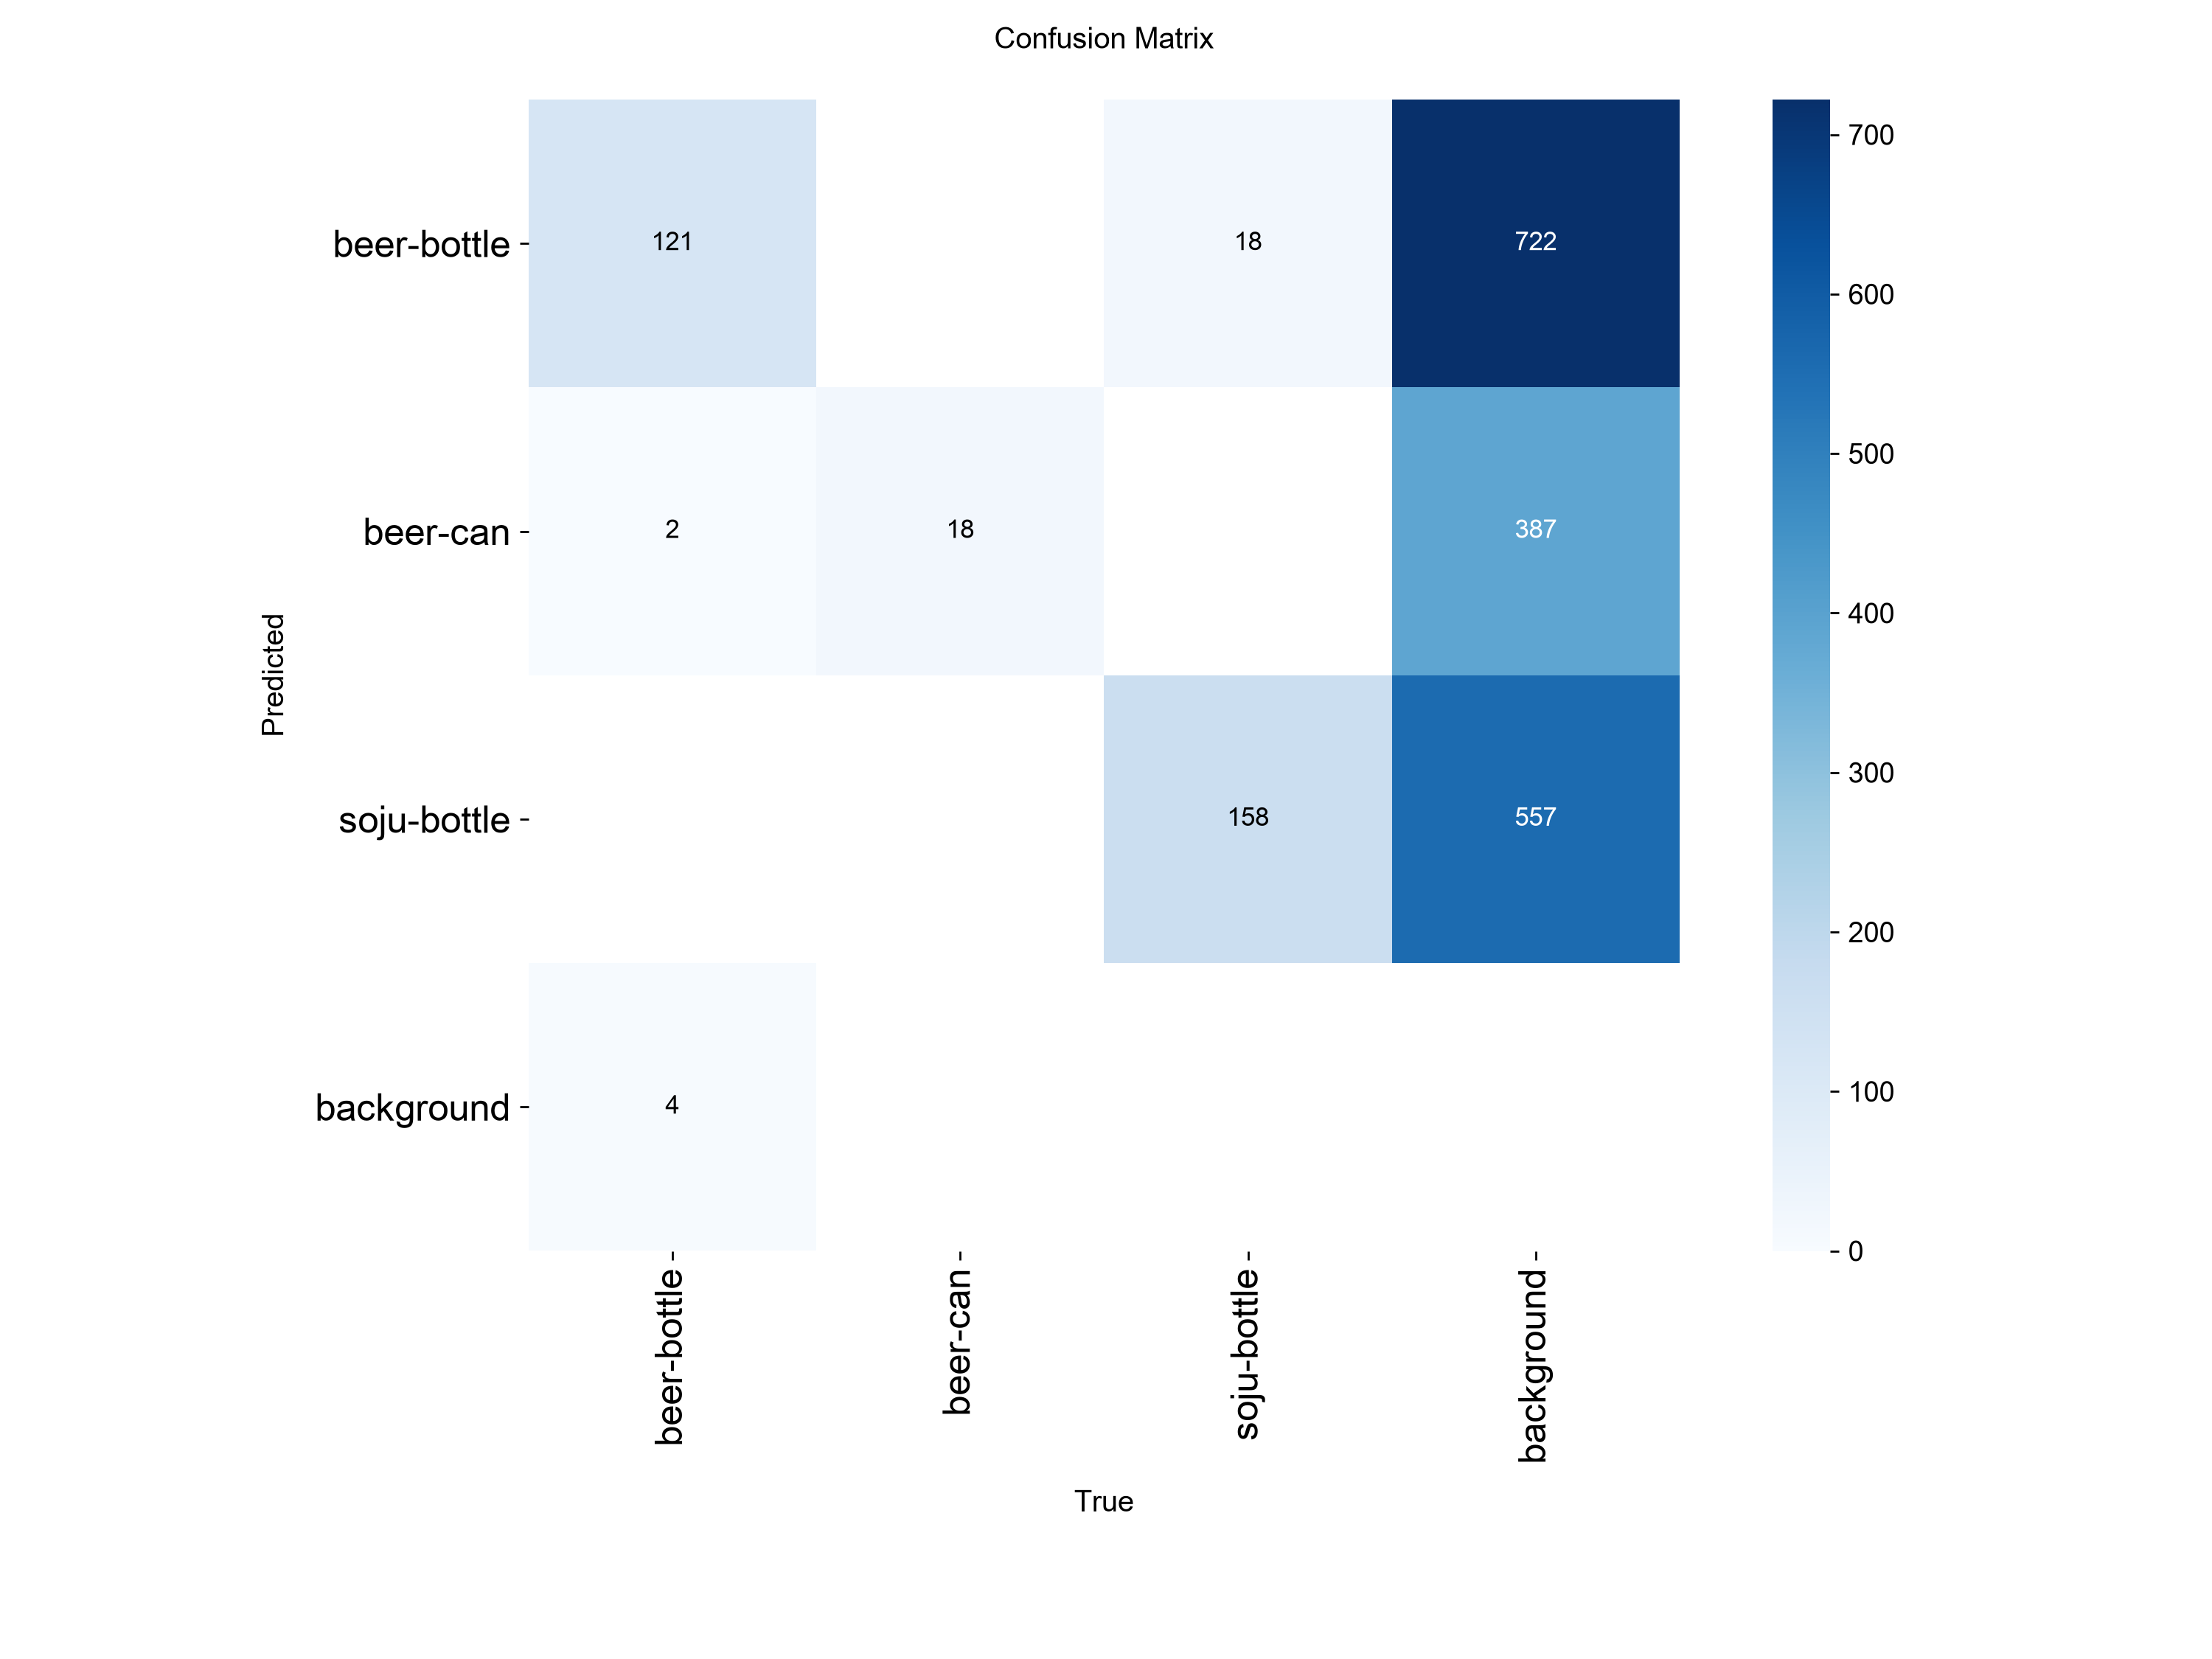 Confusion Matrix
Predicted
beer-bottle
121
18
722
beer-can
2
18
387
soju-bottle
158
557
background
4
beer-bottle
beer-can
soju-bottle
background
True
700
600
500
400
300
200
100
0